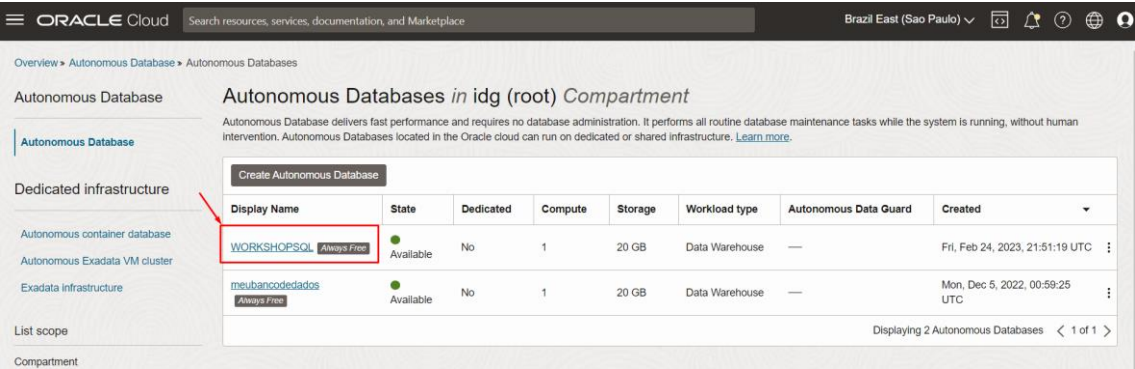 ORACLE Cloud
Search resources, services, documentation, and Marketplace
Brazil East (Sao Paulo)
Overview » Autonomous Database » Autonomous Databases
Autonomous Database
Autonomous Database
Dedicated infrastructure
Autonomous container database
Autonomous Exadata VM cluster
Exadata infrastructure
List scope
Compartment
Autonomous Databases in idg (root) Compartment
Autonomous Database delivers fast performance and requires no database administration. It performs all routine database maintenance tasks while the system is running, without human
intervention. Autonomous Databases located in the Oracle cloud can run on dedicated or shared infrastructure. Learn more.
Create Autonomous Database
Display Name State Dedicated Compute Storage Workload type Autonomous Data Guard Created
WORKSHOPSQL Always Free Available No 1 20 GB Data Warehouse — Fri, Feb 24, 2023, 21:51:19 UTC
meubancodedados Always Free Available No 1 20 GB Data Warehouse — Mon, Dec 5, 2022, 00:59:25 UTC
Displaying 2 Autonomous Databases < 1 of 1 >